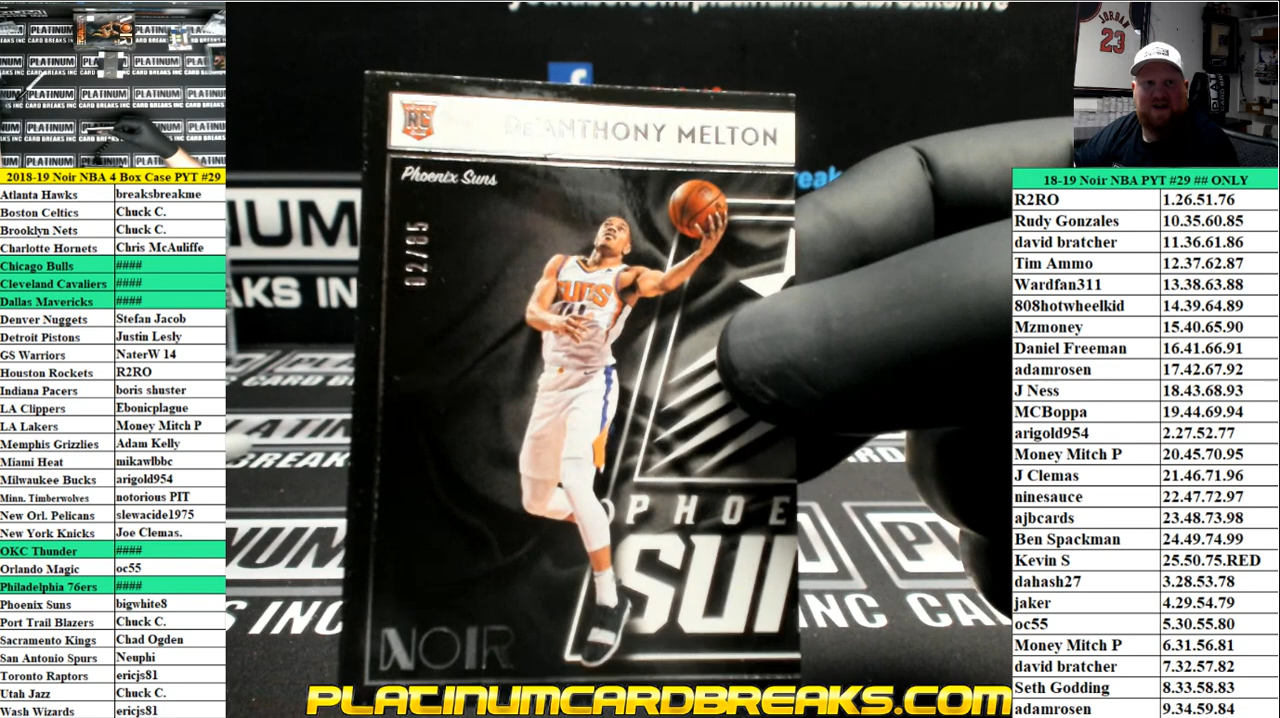 youtube.com/platinumcardbreaksinc
2018-19 Noir NBA 4 Box Case PYT #29
Atlanta Hawks breaksbreakme
Boston Celtics Chuck C.
Brooklyn Nets Chuck C.
Charlotte Hornets Chris McAuliffe
Chicago Bulls ####
Cleveland Cavaliers ####
Dallas Mavericks ####
Denver Nuggets Stefan Jacob
Detroit Pistons Justin Lesly
GS Warriors NaterW 14
Houston Rockets R2RO
Indiana Pacers boris shuster
LA Clippers Ebonicplague
LA Lakers Money Mitch P
Memphis Grizzlies Adam Kelly
Miami Heat mikawlbbc
Milwaukee Bucks arigold954
Minn. Timberwolves notorious PIT
New Orl. Pelicans slewacide1975
New York Knicks Joe Clemas.
OKC Thunder ####
Orlando Magic oc55
Philadelphia 76ers ####
Phoenix Suns bigwhite8
Port Trail Blazers Chuck C.
Sacramento Kings Chad Ogden
San Antonio Spurs Neuphi
Toronto Raptors ericjs81
Utah Jazz Chuck C.
Wash Wizards ericjs81
RC
De'ANTHONY MELTON
Phoenix Suns
02/85
SUNS
PHOE
SUN
NOIR
PLATINUMCARDBREAKS.COM
JORDAN
23
18-19 Noir NBA PYT #29 ## ONLY
R2RO 1.26.51.76
Rudy Gonzales 10.35.60.85
david bratcher 11.36.61.86
Tim Ammo 12.37.62.87
Wardfan311 13.38.63.88
808hotwheelkid 14.39.64.89
Mzmoney 15.40.65.90
Daniel Freeman 16.41.66.91
adamrosen 17.42.67.92
J Ness 18.43.68.93
MCBoppa 19.44.69.94
arigold954 2.27.52.77
Money Mitch P 20.45.70.95
J Clemas 21.46.71.96
ninesauce 22.47.72.97
ajbcards 23.48.73.98
Ben Spackman 24.49.74.99
Kevin S 25.50.75.RED
dahash27 3.28.53.78
jaker 4.29.54.79
oc55 5.30.55.80
Money Mitch P 6.31.56.81
david bratcher 7.32.57.82
Seth Godding 8.33.58.83
adamrosen 9.34.59.84